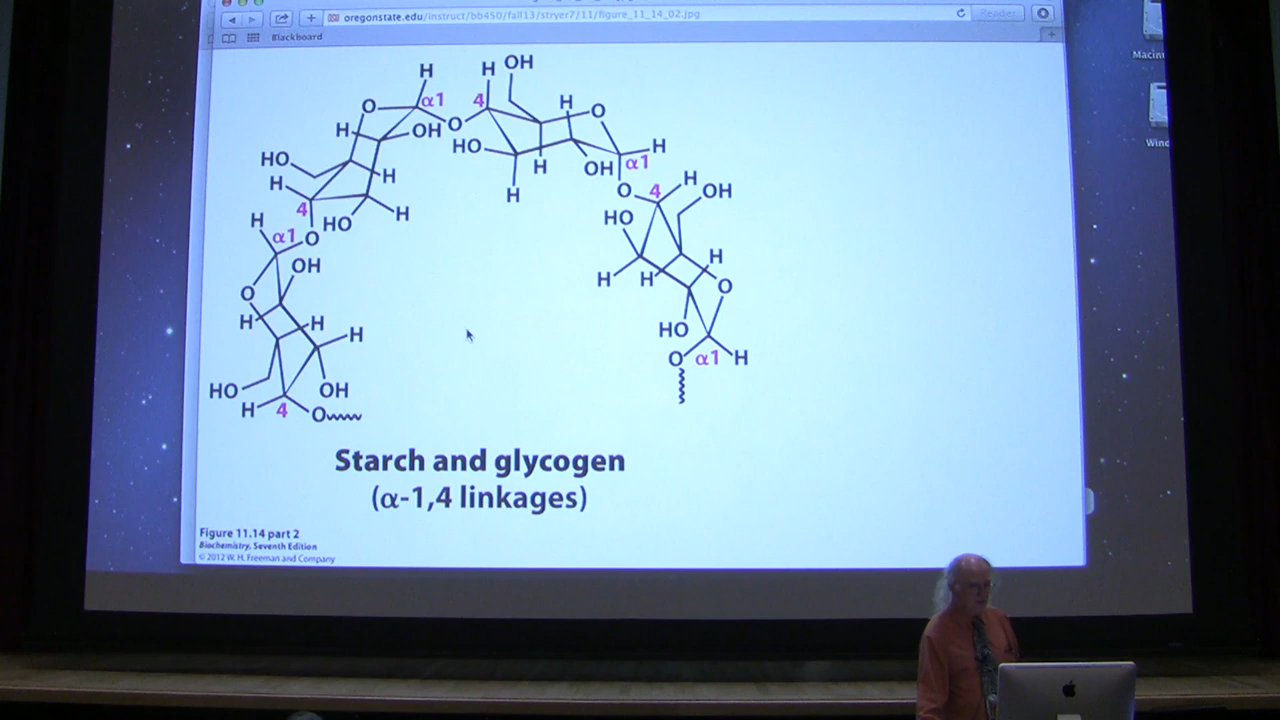 oregonstate.edu/instruct/bb450/fall13/stryer7/11/figure_11_14_02.jpg
Reader
Blackboard
Macint
Wind
H
H
OH
O
α1
4
H
O
H
OH
O
HO
H
HO
OH
α1
H
H
H
O
4
H
OH
H
H
4
HO
H
HO
H
α1
O
OH
H
H
H
O
O
H
H
H
HO
HO
OH
O
α1
H
H
4
O
Starch and glycogen
(α-1,4 linkages)
Figure 11.14 part 2
Biochemistry, Seventh Edition
© 2012 W. H. Freeman and Company